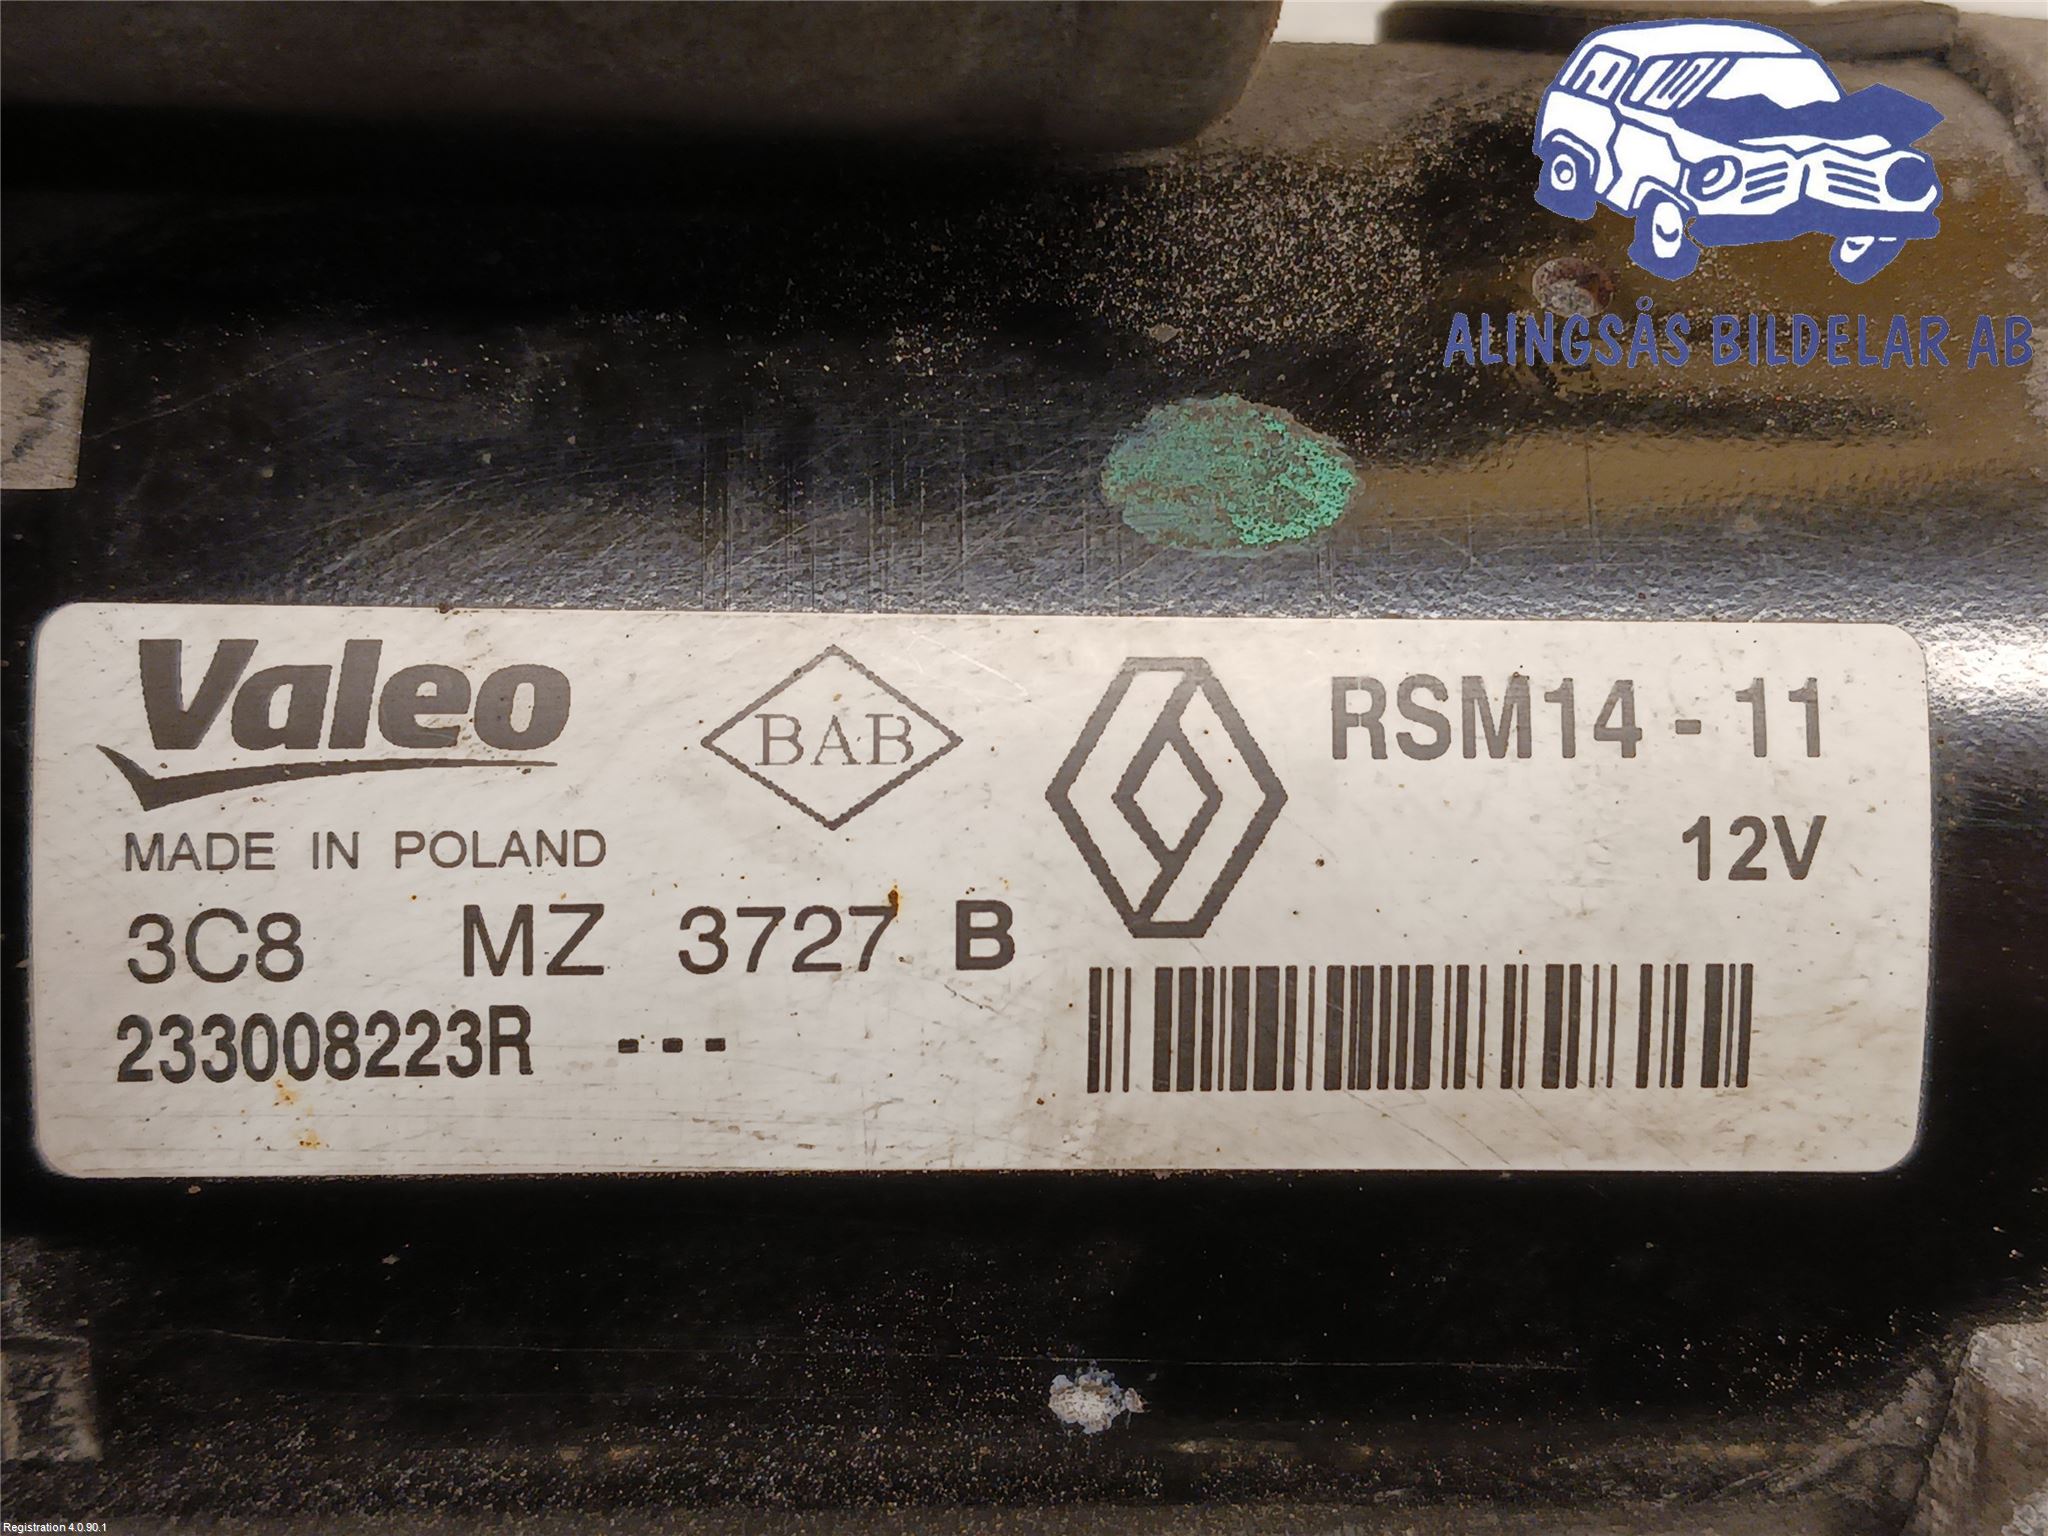 ALINGSÅS BILDELAR AB
Valeo
BAB
RSM14 - 11
MADE IN POLAND
12V
3C8 MZ 3727 B
233008223R ---
Registration 4.0.90.1